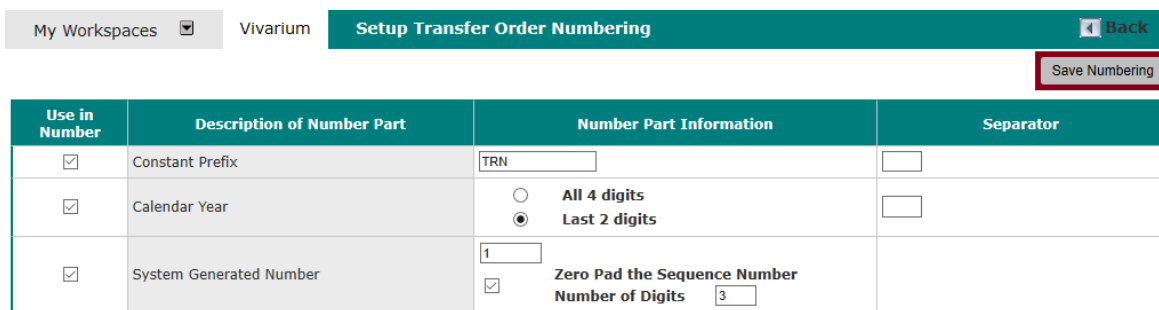 My Workspaces Vivarium Setup Transfer Order Numbering Back
Save Numbering
Use in Number Description of Number Part Number Part Information Separator
Constant Prefix TRN
Calendar Year
All 4 digits
Last 2 digits
System Generated Number
1
Zero Pad the Sequence Number
Number of Digits 3